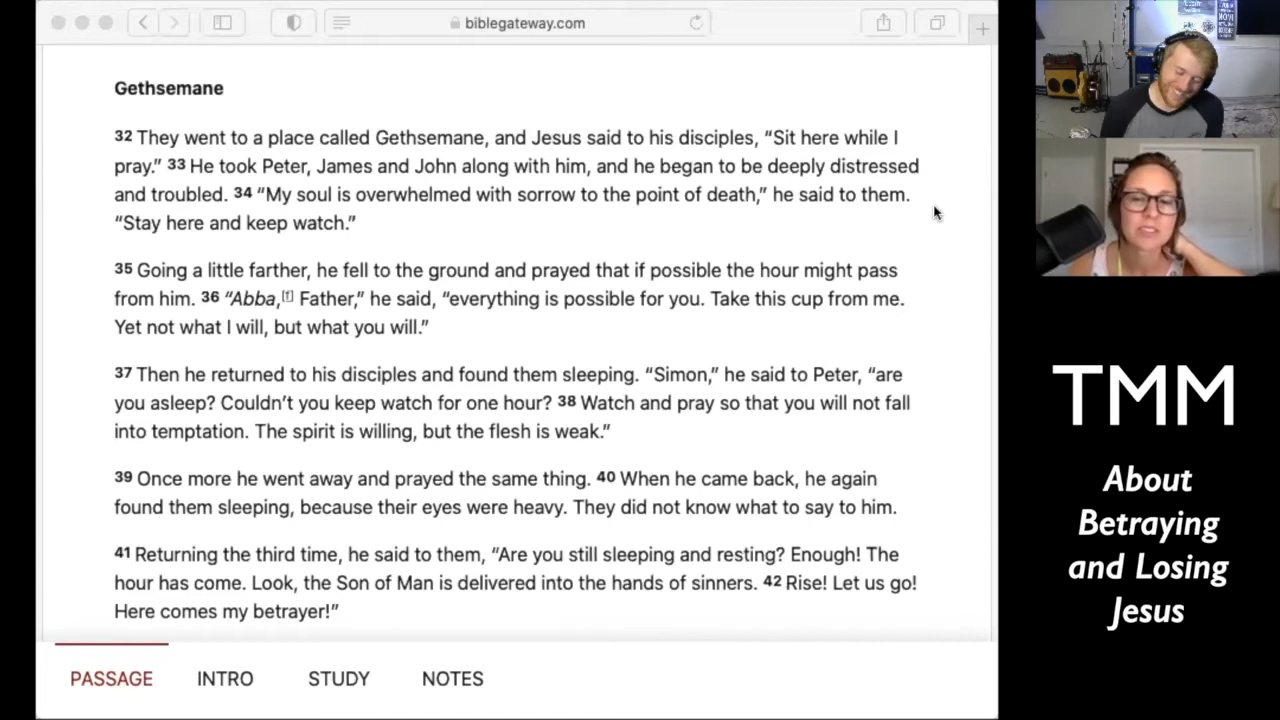 biblegateway.com
Gethsemane
32 They went to a place called Gethsemane, and Jesus said to his disciples, “Sit here while I
pray.” 33 He took Peter, James and John along with him, and he began to be deeply distressed
and troubled. 34 “My soul is overwhelmed with sorrow to the point of death,” he said to them.
“Stay here and keep watch.”
35 Going a little farther, he fell to the ground and prayed that if possible the hour might pass
from him. 36 “Abba,[f] Father,” he said, “everything is possible for you. Take this cup from me.
Yet not what I will, but what you will.”
37 Then he returned to his disciples and found them sleeping. “Simon,” he said to Peter, “are
you asleep? Couldn’t you keep watch for one hour? 38 Watch and pray so that you will not fall
into temptation. The spirit is willing, but the flesh is weak.”
39 Once more he went away and prayed the same thing. 40 When he came back, he again
found them sleeping, because their eyes were heavy. They did not know what to say to him.
41 Returning the third time, he said to them, “Are you still sleeping and resting? Enough! The
hour has come. Look, the Son of Man is delivered into the hands of sinners. 42 Rise! Let us go!
Here comes my betrayer!”
PASSAGE INTRO STUDY NOTES
TMM
About
Betraying
and Losing
Jesus